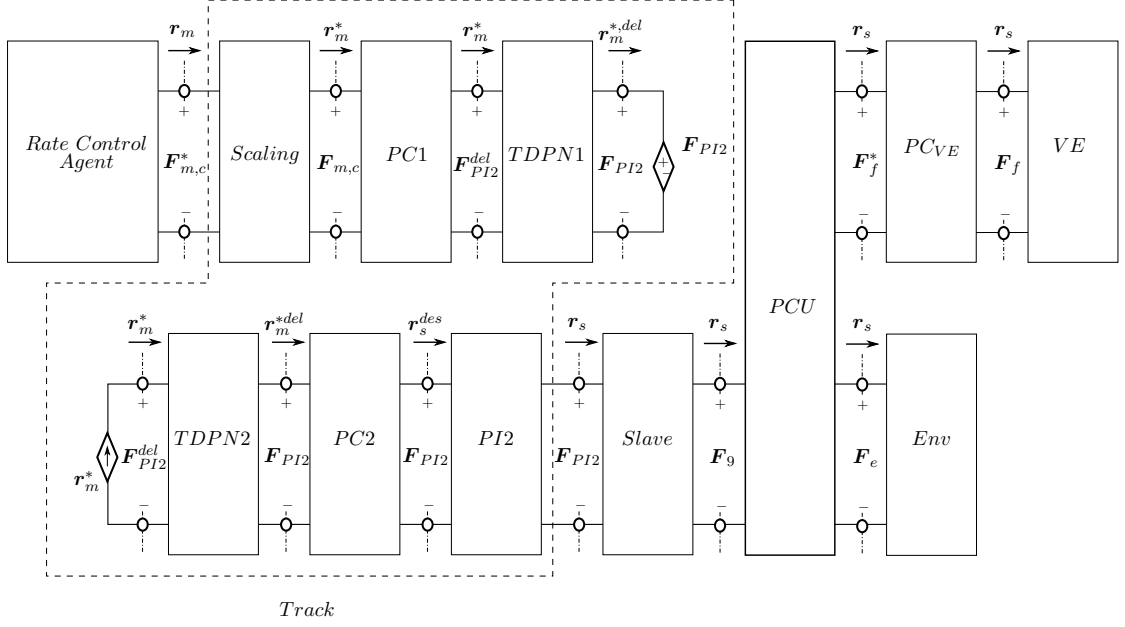 r_m
r_m^*
r_m^*
r_m^{*,del}
r_s
r_s
+
+
+
+
+
+
Rate Control
Agent
F_{m,c}^*
Scaling
F_{m,c}
PC1
F_{PI2}^{del}
TDPN1
F_{PI2}
+
−
F_{PI2}
F_f^*
PC_{VE}
F_f
VE
−
−
−
−
−
−
PCU
r_m^*
r_m^{*del}
r_s^{des}
r_s
r_s
r_s
+
+
+
+
+
+
r_m^*
F_{PI2}^{del}
TDPN2
F_{PI2}
PC2
F_{PI2}
PI2
F_{PI2}
Slave
F_9
F_e
Env
−
−
−
−
−
−
Track